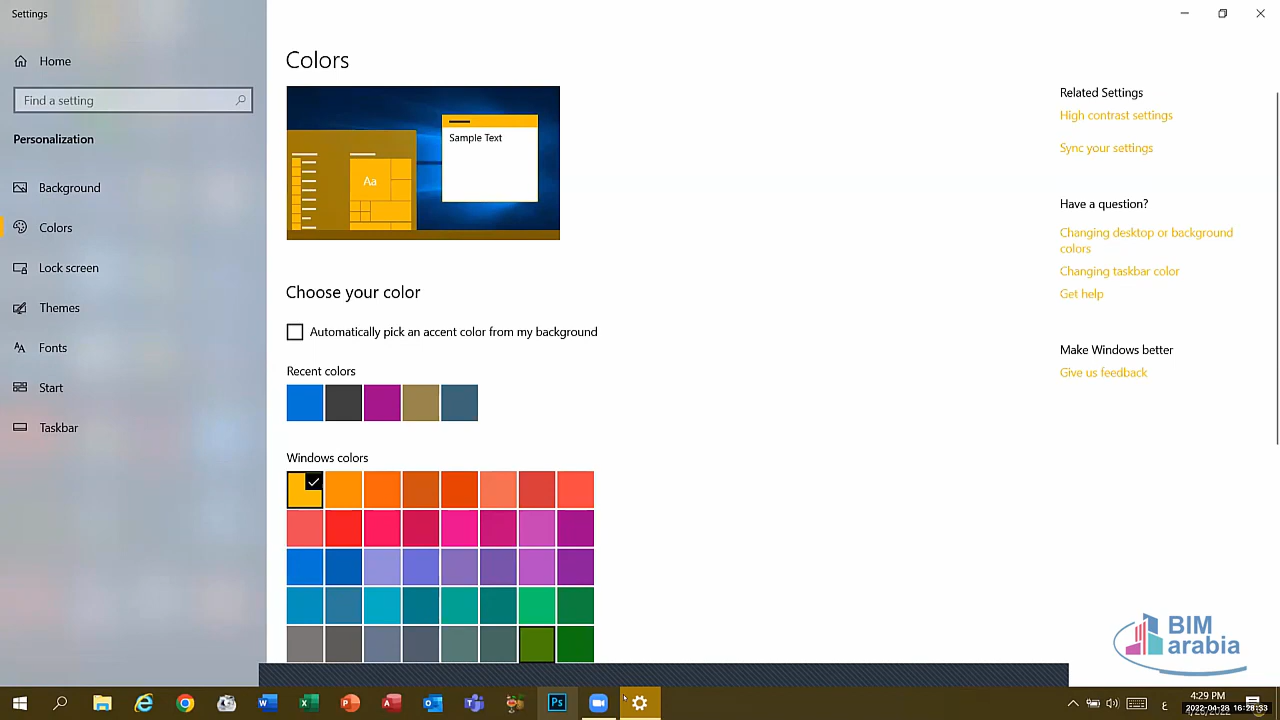 Settings
Home
Find a setting
Personalization
Background
Colors
Lock screen
Themes
Fonts
Start
Taskbar
Colors
Sample Text
Aa
Choose your color
Automatically pick an accent color from my background
Recent colors
Windows colors
Related Settings
High contrast settings
Sync your settings
Have a question?
Changing desktop or background
colors
Changing taskbar color
Get help
Make Windows better
Give us feedback
BIM
arabia
Ps
ع
4:29 PM
2022-04-28 16:28:33